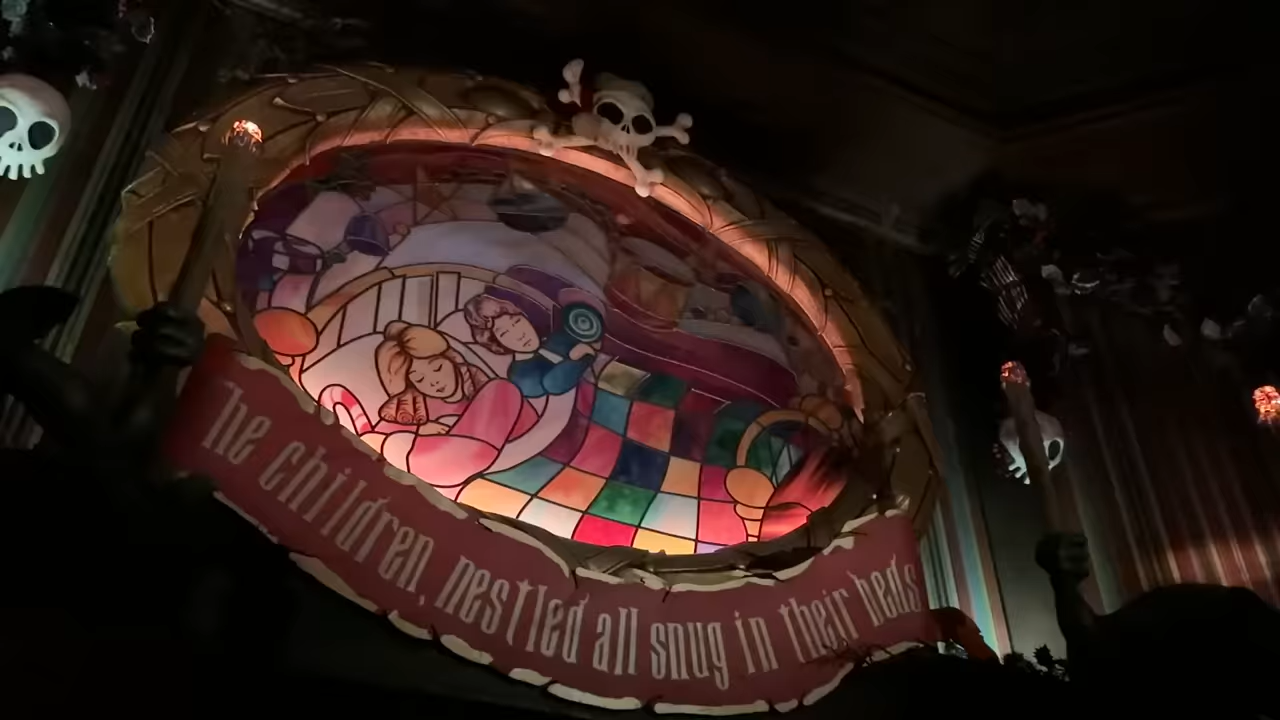 The children, nestled all snug in their beds